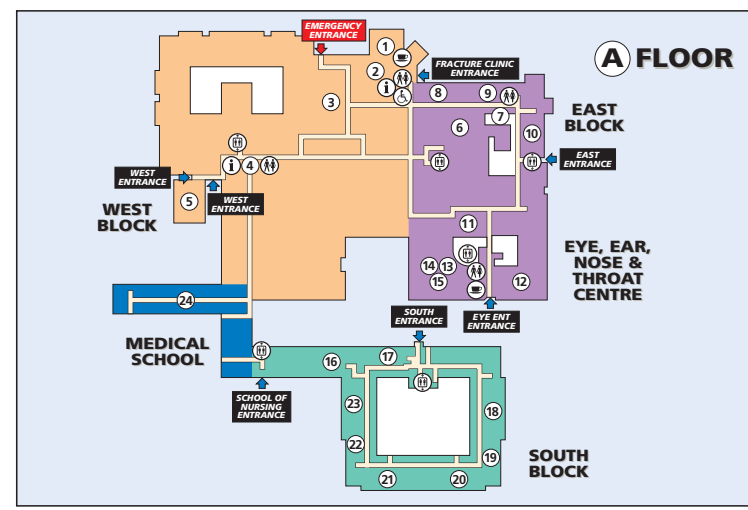 A FLOOR
EMERGENCY
ENTRANCE
1
2
FRACTURE CLINIC
ENTRANCE
i
3
8
9
7
6
10
EAST
BLOCK
EAST
ENTRANCE
i
4
WEST
ENTRANCE
5
WEST
ENTRANCE
WEST
BLOCK
11
14
13
15
12
EYE, EAR,
NOSE &
THROAT
CENTRE
24
SOUTH
ENTRANCE
EYE ENT
ENTRANCE
MEDICAL
SCHOOL
16
17
SCHOOL OF
NURSING
ENTRANCE
23
18
22
19
21
20
SOUTH
BLOCK